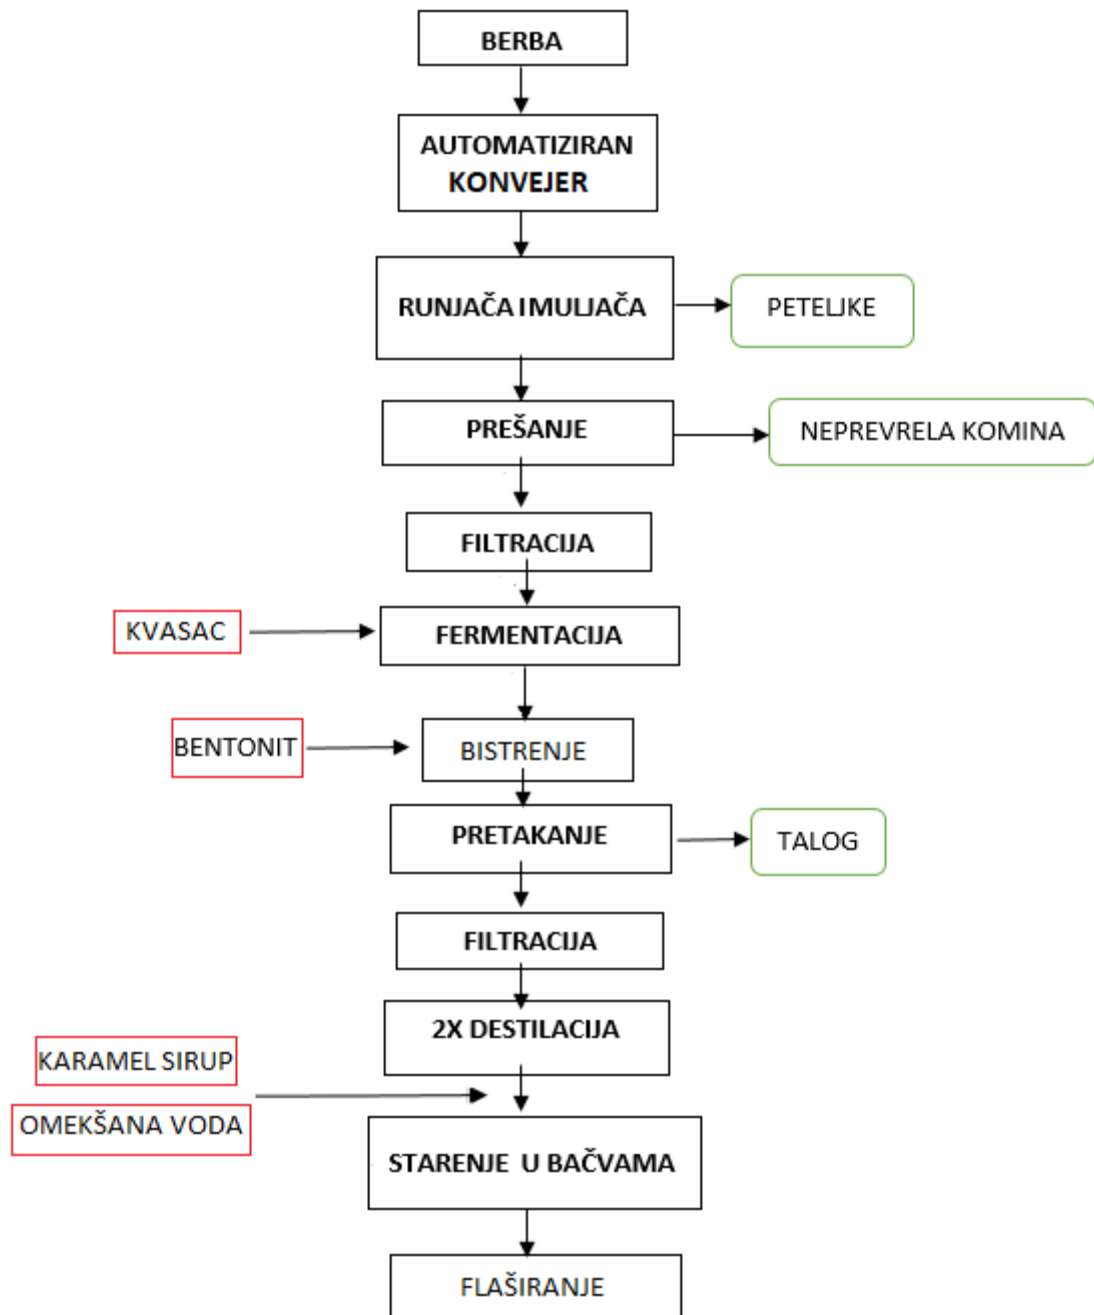 BERBA
AUTOMATIZIRAN
KONVEJER
RUNJAČA I MULJAČA
PETELJKE
PREŠANJE
NEPREVRELA KOMINA
FILTRACIJA
KVASAC
FERMENTACIJA
BENTONIT
BISTRENJE
PRETAKANJE
TALOG
FILTRACIJA
2X DESTILACIJA
KARAMEL SIRUP
OMEKŠANA VODA
STARENJE U BAČVAMA
FLAŠIRANJE